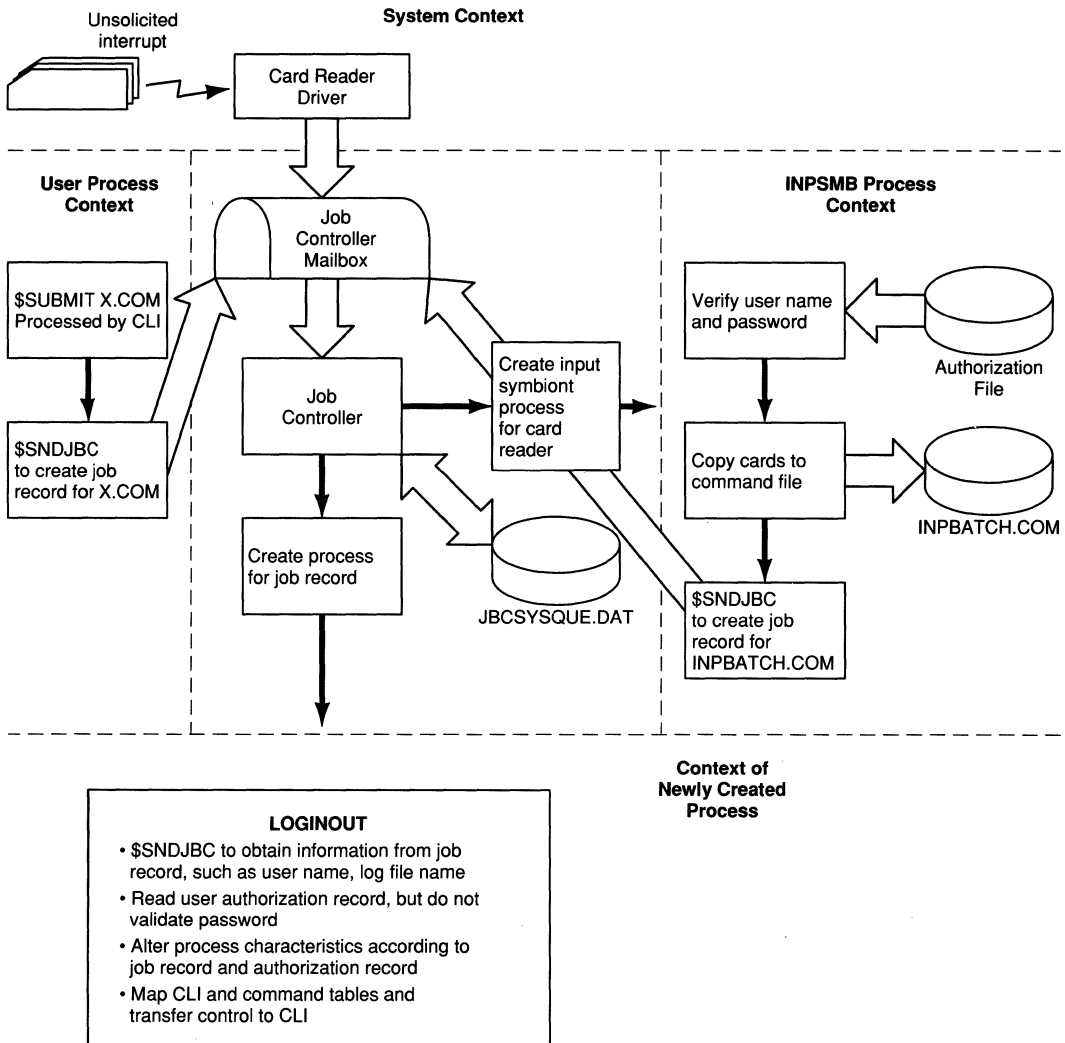 System Context
Unsolicited
interrupt
Card Reader
Driver
User Process
Context
INPSMB Process
Context
Job
Controller
Mailbox
$SUBMIT X.COM
Processed by CLI
Verify user name
and password
Authorization
File
Job
Controller
Create input
symbiont
process
for card
reader
$SNDJBC
to create job
record for X.COM
Copy cards to
command file
INPBATCH.COM
Create process
for job record
JBCSYSQUE.DAT
$SNDJBC
to create job
record for
INPBATCH.COM
Context of
Newly Created
Process
LOGINOUT
• $SNDJBC to obtain information from job
record, such as user name, log file name
• Read user authorization record, but do not
validate password
• Alter process characteristics according to
job record and authorization record
• Map CLI and command tables and
transfer control to CLI